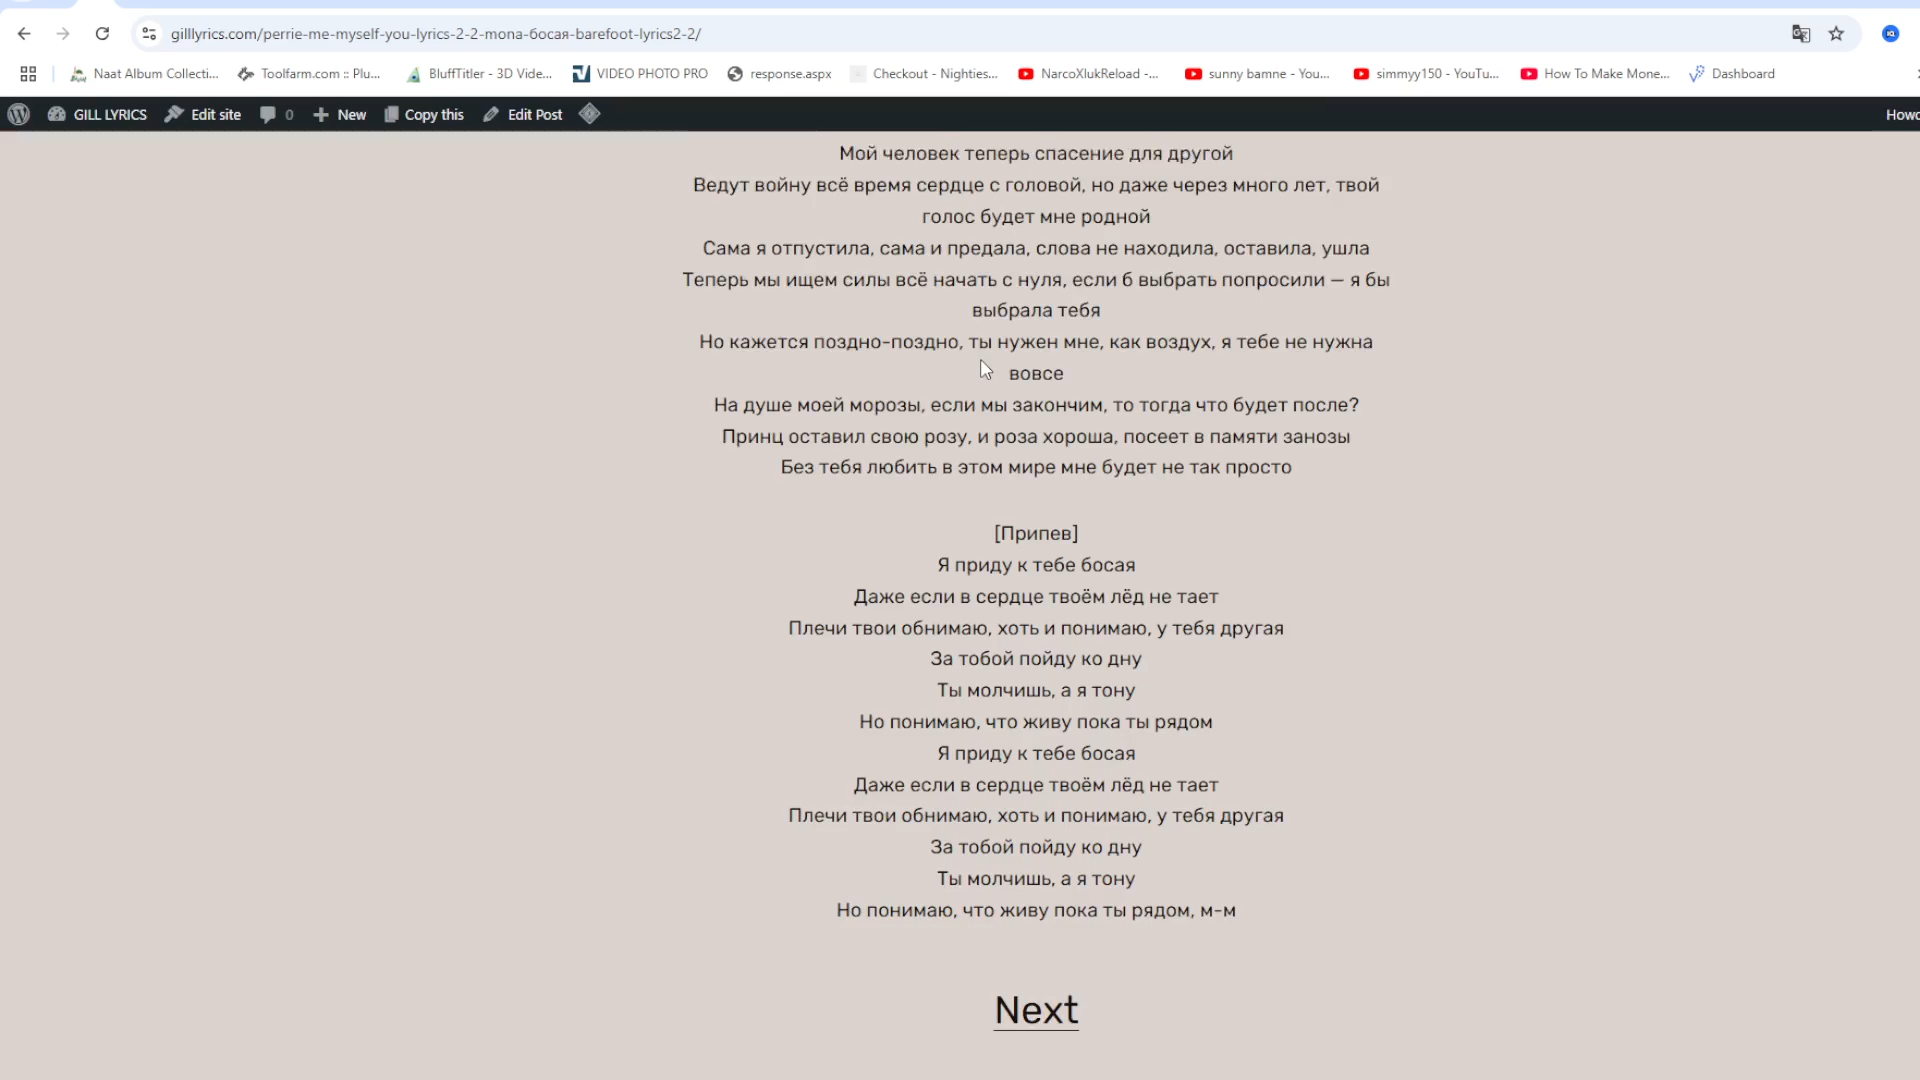 gilllyrics.com/perrie-me-myself-you-lyrics-2-2-mona-босая-barefoot-lyrics2-2/
Naat Album Collecti... Toolfarm.com :: Plu... BluffTitler - 3D Vide... VIDEO PHOTO PRO response.aspx Checkout - Nighties... NarcoXlukReload -... sunny bamne - You... simmyy150 - YouTu... How To Make Mone... Dashboard
GILL LYRICS Edit site 0 New Copy this Edit Post Howd
Мой человек теперь спасение для другой
Ведут войну всё время сердце с головой, но даже через много лет, твой
голос будет мне родной
Сама я отпустила, сама и предала, слова не находила, оставила, ушла
Теперь мы ищем силы всё начать с нуля, если б выбрать попросили — я бы
выбрала тебя
Но кажется поздно-поздно, ты нужен мне, как воздух, я тебе не нужна
вовсе
На душе моей морозы, если мы закончим, то тогда что будет после?
Принц оставил свою розу, и роза хороша, посеет в памяти занозы
Без тебя любить в этом мире мне будет не так просто
[Припев]
Я приду к тебе босая
Даже если в сердце твоём лёд не тает
Плечи твои обнимаю, хоть и понимаю, у тебя другая
За тобой пойду ко дну
Ты молчишь, а я тону
Но понимаю, что живу пока ты рядом
Я приду к тебе босая
Даже если в сердце твоём лёд не тает
Плечи твои обнимаю, хоть и понимаю, у тебя другая
За тобой пойду ко дну
Ты молчишь, а я тону
Но понимаю, что живу пока ты рядом, м-м
Next